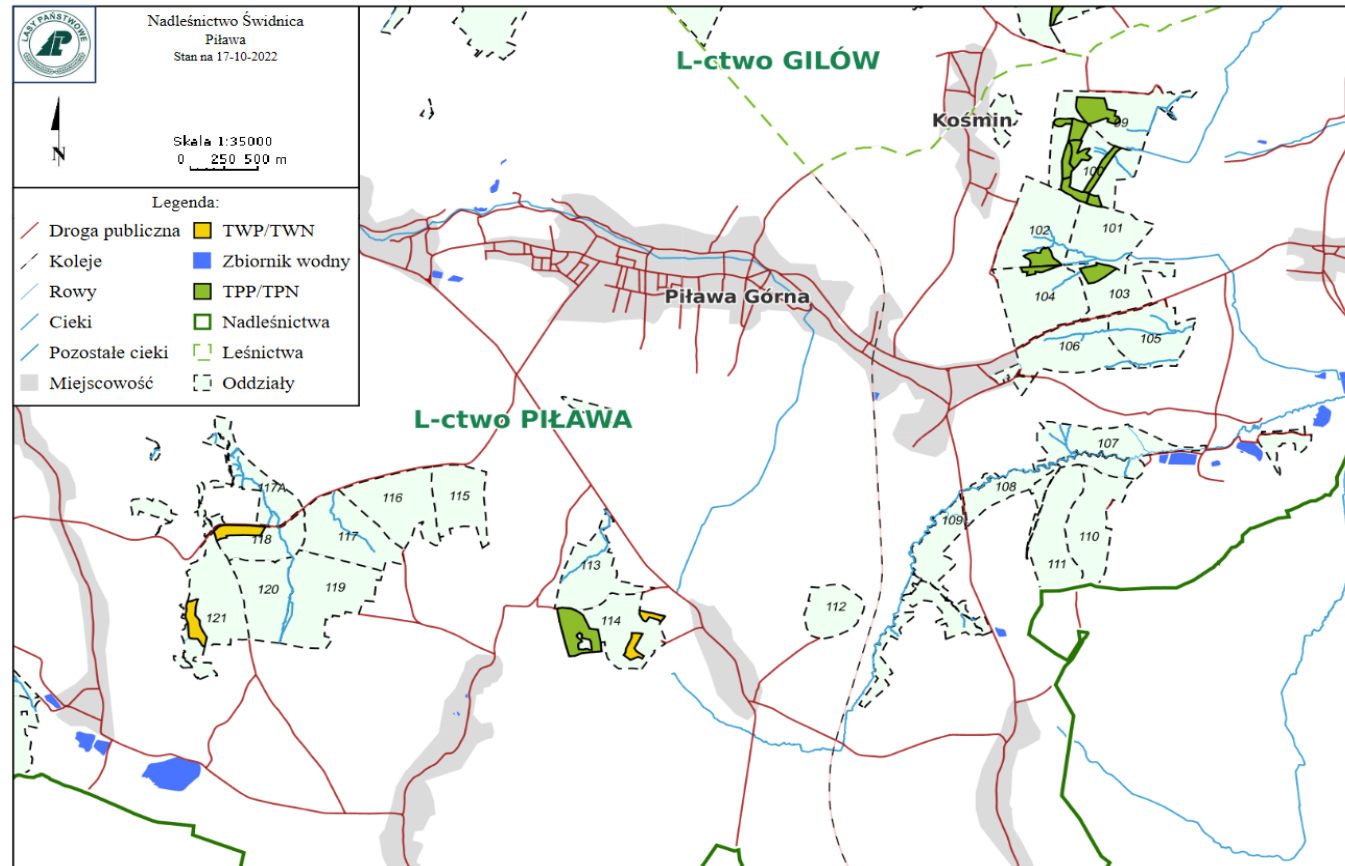 LASY PAŃSTWOWE
Nadleśnictwo Świdnica
Piława
Stan na 17-10-2022
N
Skala 1:35000
0 250 500 m
Legenda:
Droga publiczna
TWP/TWN
Koleje
Zbiornik wodny
Rowy
TPP/TPN
Cieki
Nadleśnictwa
Pozostałe cieki
Leśnictwa
Miejscowość
Oddziały
L-ctwo GILÓW
Kośmin
99
100
101
102
Piława Górna
103
104
105
106
L-ctwo PIŁAWA
107
108
109
110
111
112
113
114
115
116
117
117A
118
119
120
121